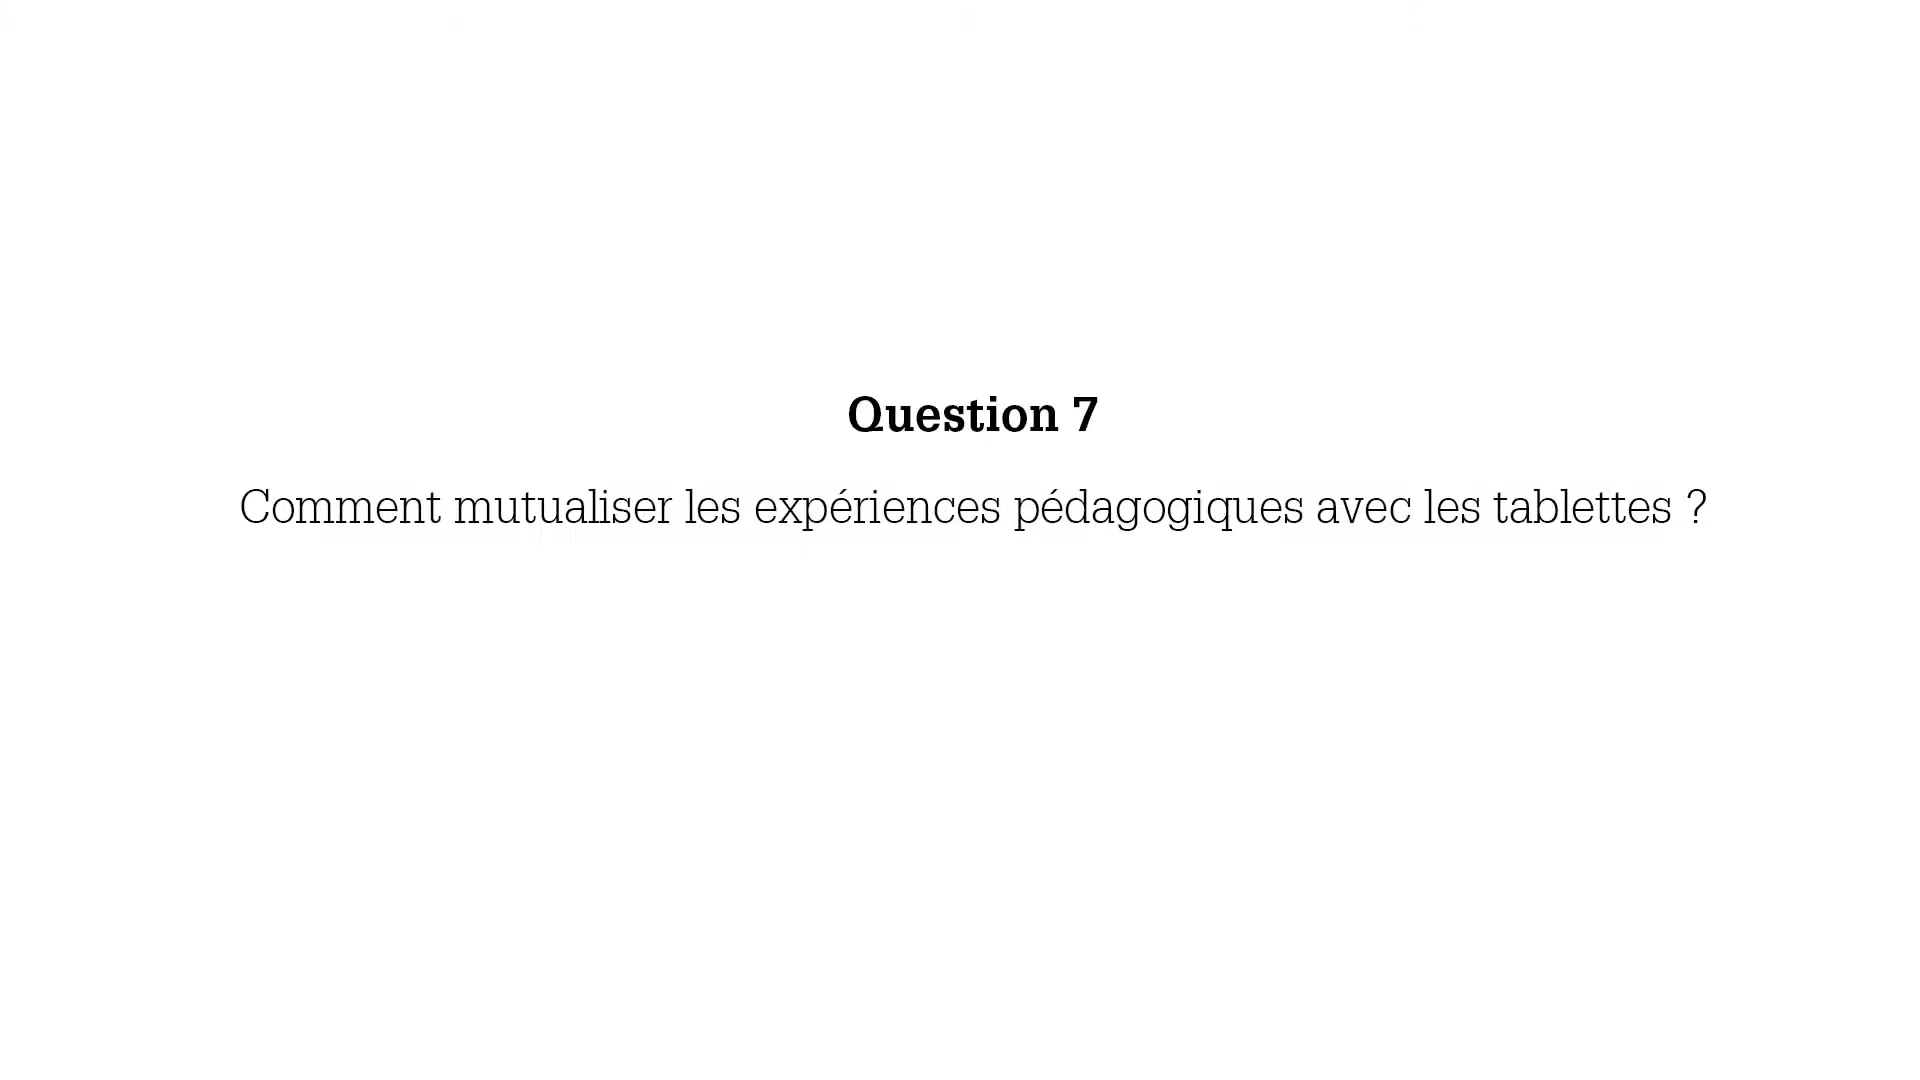 Question 7
Comment mutualiser les expériences pédagogiques avec les tablettes ?